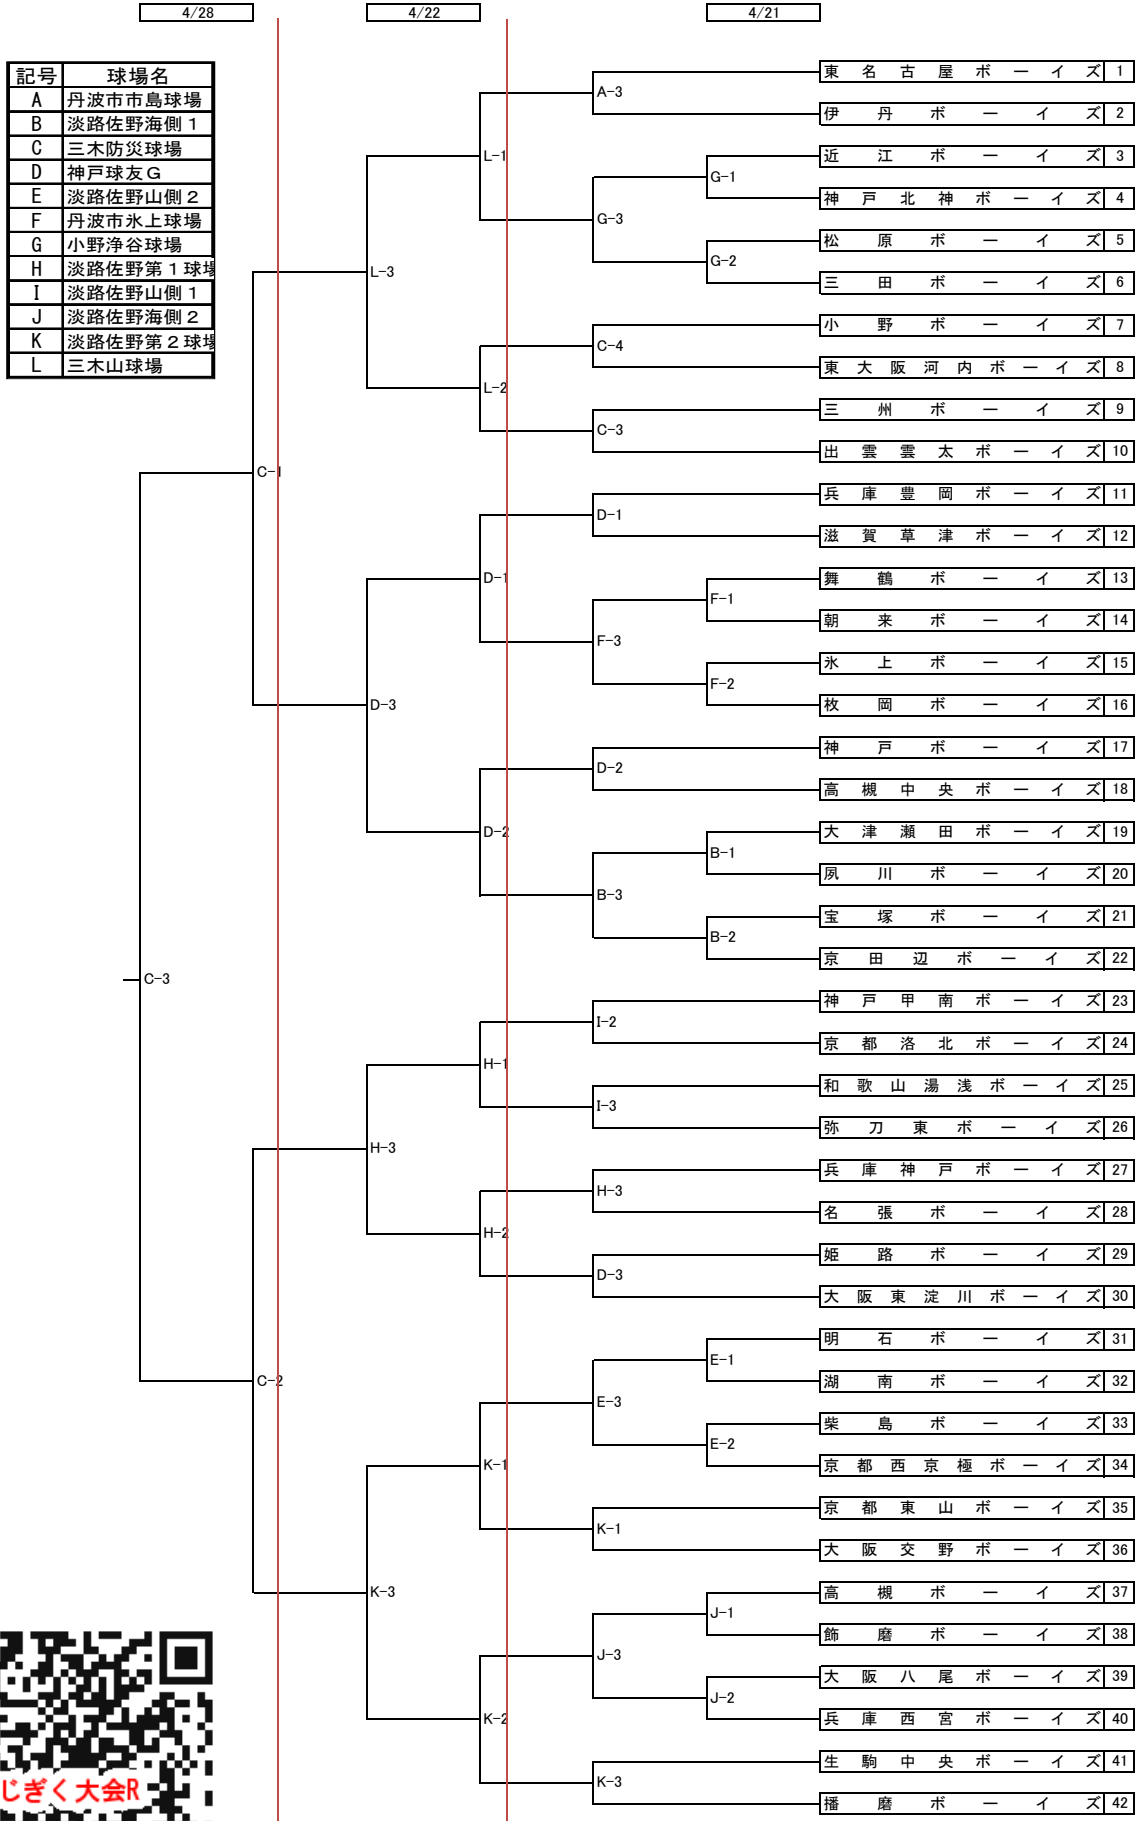 4/28 4/22 4/21
記号 球場名
A 丹波市市島球場
B 淡路佐野海側１
C 三木防災球場
D 神戸球友G
E 淡路佐野山側２
F 丹波市氷上球場
G 小野浄谷球場
H 淡路佐野第１球場
I 淡路佐野山側１
J 淡路佐野海側２
K 淡路佐野第２球場
L 三木山球場
東名古屋ボーイズ 1
A-3
伊丹ボーイズ 2
L-1
近江ボーイズ 3
G-1
神戸北神ボーイズ 4
G-3
松原ボーイズ 5
G-2
L-3
三田ボーイズ 6
小野ボーイズ 7
C-4
東大阪河内ボーイズ 8
L-2
三州ボーイズ 9
C-3
出雲雲太ボーイズ 10
C-1
兵庫豊岡ボーイズ 11
D-1
滋賀草津ボーイズ 12
D-1
舞鶴ボーイズ 13
F-1
朝来ボーイズ 14
F-3
氷上ボーイズ 15
F-2
D-3
枚岡ボーイズ 16
神戸ボーイズ 17
D-2
高槻中央ボーイズ 18
D-2
大津瀬田ボーイズ 19
B-1
夙川ボーイズ 20
B-3
宝塚ボーイズ 21
B-2
京田辺ボーイズ 22
C-3
神戸甲南ボーイズ 23
I-2
京都洛北ボーイズ 24
H-1
和歌山湯浅ボーイズ 25
I-3
弥刀東ボーイズ 26
H-3
兵庫神戸ボーイズ 27
H-3
名張ボーイズ 28
H-2
姫路ボーイズ 29
D-3
大阪東淀川ボーイズ 30
明石ボーイズ 31
E-1
C-2
湖南ボーイズ 32
E-3
柴島ボーイズ 33
E-2
K-1
京都西京極ボーイズ 34
京都東山ボーイズ 35
K-1
大阪交野ボーイズ 36
K-3
高槻ボーイズ 37
J-1
飾磨ボーイズ 38
J-3
大阪八尾ボーイズ 39
J-2
K-2
兵庫西宮ボーイズ 40
生駒中央ボーイズ 41
K-3
播磨ボーイズ 42
じぎく大会R